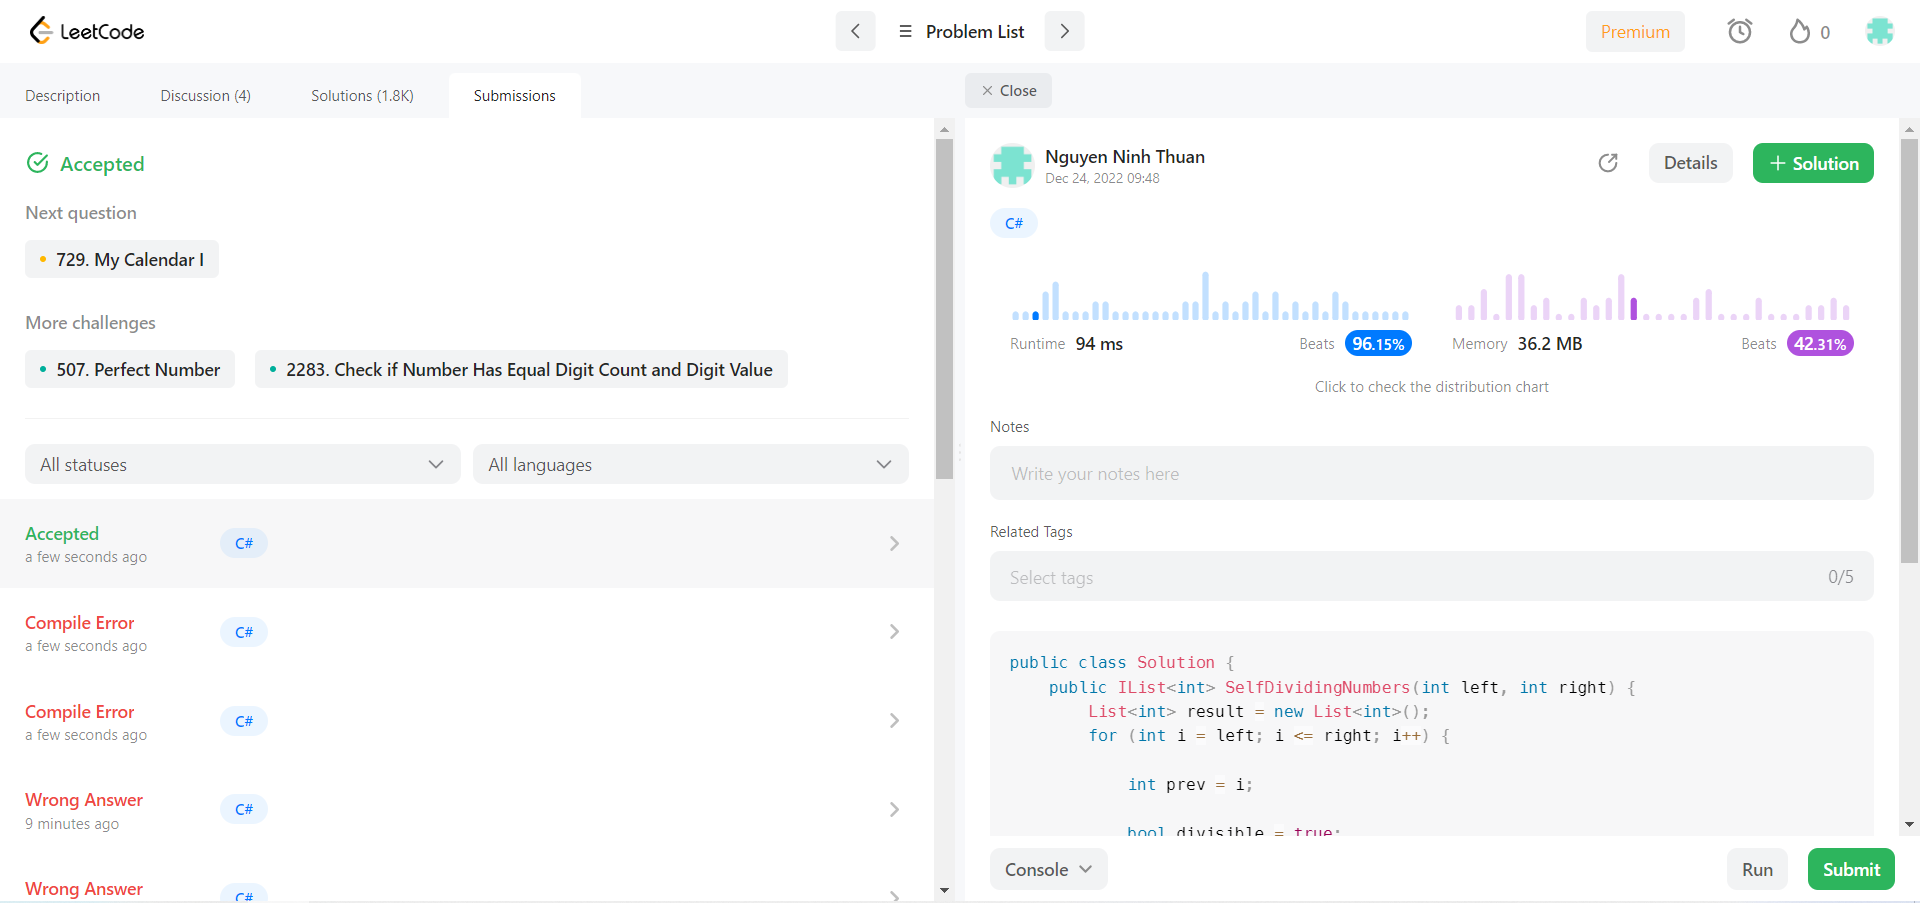 LeetCode
Problem List
Premium
0
Description
Discussion (4)
Solutions (1.8K)
Submissions
Close
Accepted
Next question
729. My Calendar I
More challenges
507. Perfect Number
2283. Check if Number Has Equal Digit Count and Digit Value
All statuses
All languages
Accepted
a few seconds ago
C#
Compile Error
a few seconds ago
C#
Compile Error
a few seconds ago
C#
Wrong Answer
9 minutes ago
C#
Wrong Answer
C#
Nguyen Ninh Thuan
Dec 24, 2022 09:48
Details
+ Solution
C#
Runtime 94 ms
Beats 96.15%
Memory 36.2 MB
Beats 42.31%
Click to check the distribution chart
Notes
Write your notes here
Related Tags
Select tags
0/5
public class Solution {
    public IList<int> SelfDividingNumbers(int left, int right) {
        List<int> result = new List<int>();
        for (int i = left; i <= right; i++) {
            int prev = i;
            bool divisible = true;
Console
Run
Submit